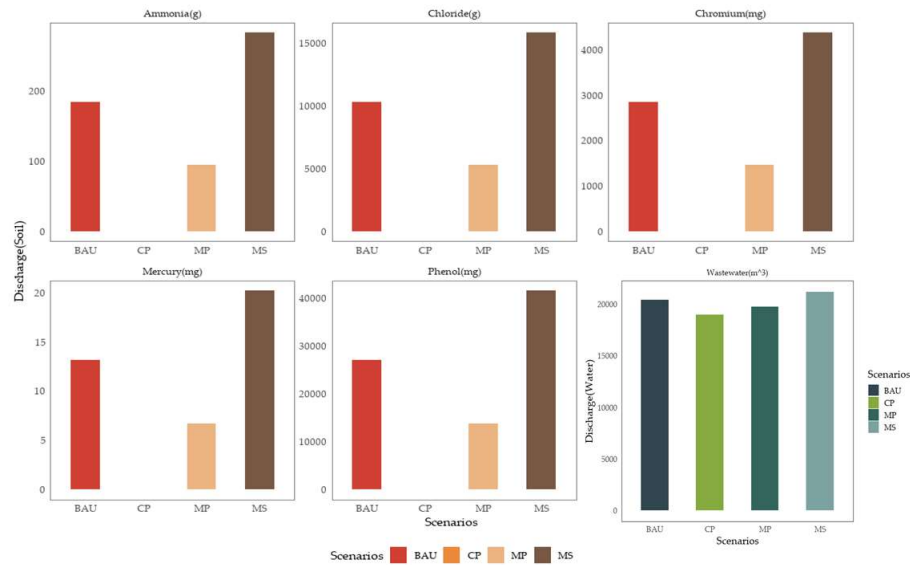 Ammonia(g)
Chloride(g)
Chromium(mg)
200
100
0
15000
10000
5000
0
4000
3000
2000
1000
0
BAU CP MP MS
BAU CP MP MS
BAU CP MP MS
Discharge(Soil)
Mercury(mg)
Phenol(mg)
Wastewater(m^3)
20
15
10
5
0
40000
30000
20000
10000
0
Discharge(Water)
20000
15000
10000
5000
0
Scenarios
BAU
CP
MP
MS
BAU CP MP MS
BAU CP MP MS
BAU CP MP MS
Scenarios
Scenarios
Scenarios BAU CP MP MS